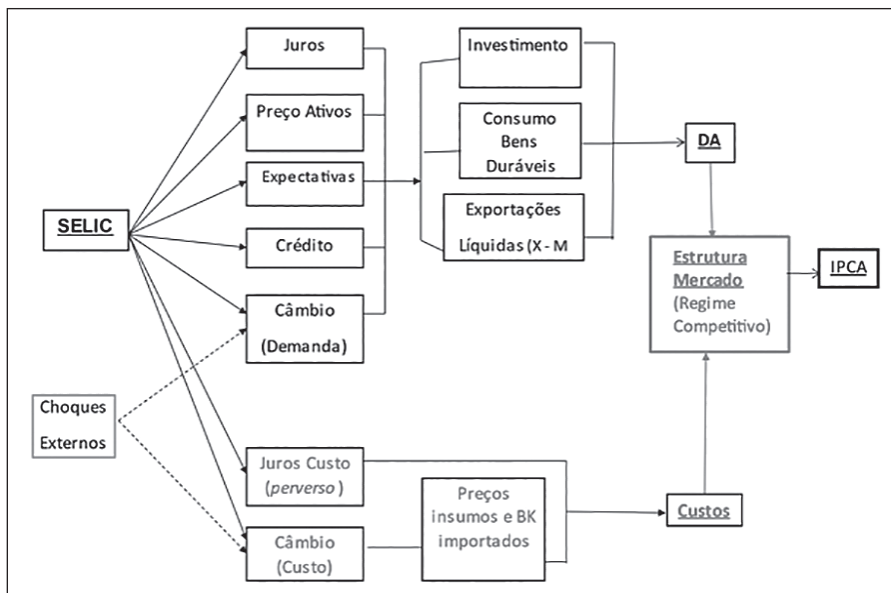 Juros
Preço Ativos
Expectativas
Crédito
Câmbio
(Demanda)
SELIC
Choques
Externos
Juros Custo
(perverso)
Câmbio
(Custo)
Investimento
Consumo
Bens
Duráveis
Exportações
Líquidas (X - M
Preços
insumos e BK
importados
DA
Estrutura
Mercado
(Regime
Competitivo)
Custos
IPCA